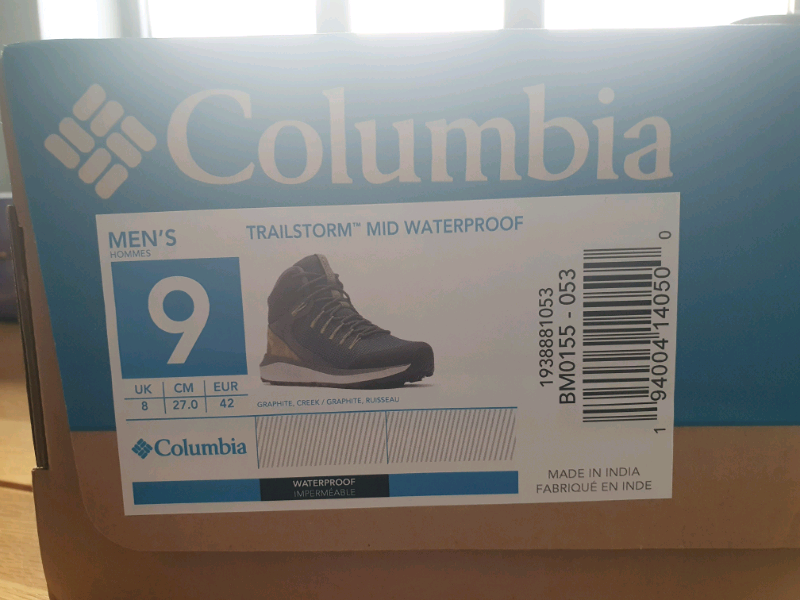 Columbia
MEN'S
HOMMES
9
UK CM EUR
8 27.0 42
TRAILSTORM™ MID WATERPROOF
GRAPHITE, CREEK / GRAPHITE, RUISSEAU
Columbia
WATERPROOF
IMPERMÉABLE
1938881053
BM0155 - 053
1 94004 14050 0
MADE IN INDIA
FABRIQUÉ EN INDE